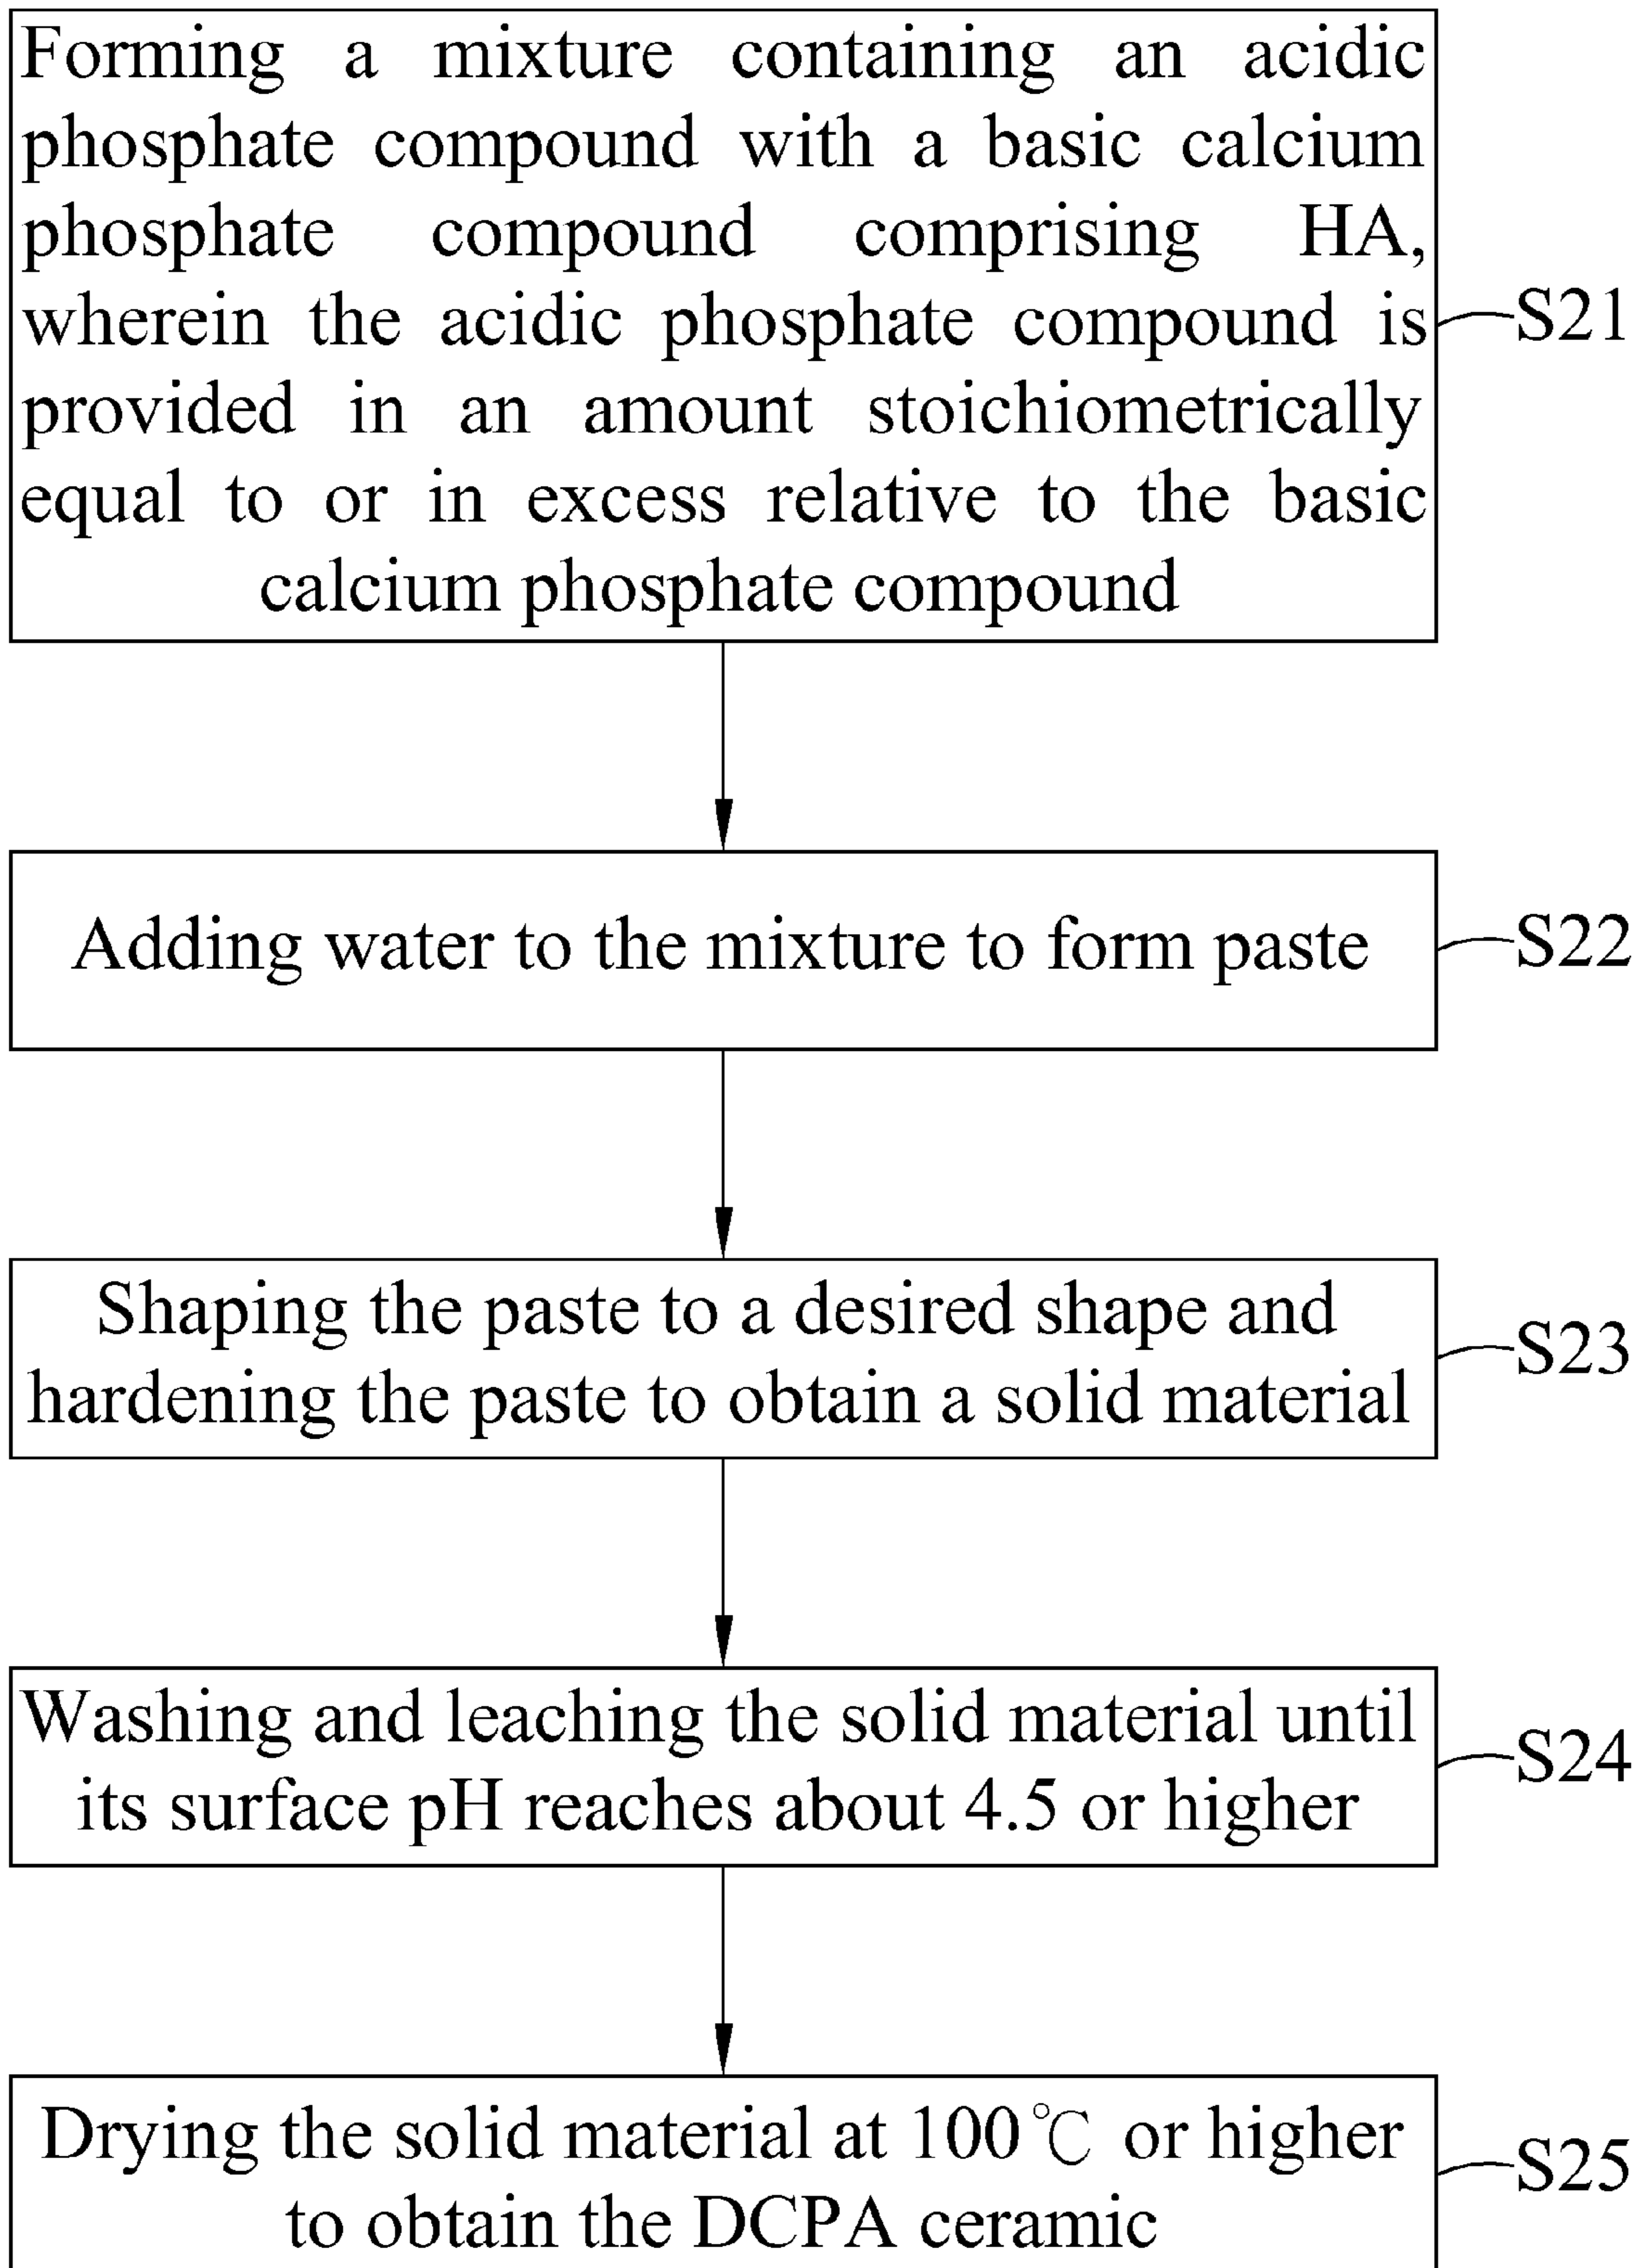 Forming a mixture containing an acidic
phosphate compound with a basic calcium
phosphate compound comprising HA,
wherein the acidic phosphate compound is
provided in an amount stoichiometrically
equal to or in excess relative to the basic
calcium phosphate compound
S21
Adding water to the mixture to form paste
S22
Shaping the paste to a desired shape and
hardening the paste to obtain a solid material
S23
Washing and leaching the solid material until
its surface pH reaches about 4.5 or higher
S24
Drying the solid material at 100℃ or higher
to obtain the DCPA ceramic
S25